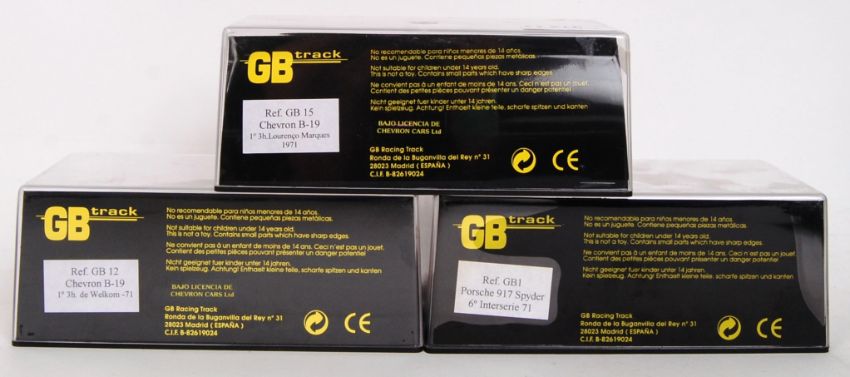 GB track
No recomendable para niños menores de 14 años.
No es un juguete. Contiene pequeñas piezas metálicas.
Not suitable for children under 14 years old.
This is not a toy. Contains small parts which have sharp edges.
Ne convient pas à un enfant de moins de 14 ans. Ceci n'est pas un jouet.
Contient des petites pièces pouvant présenter un danger potentiel
Nicht geeignet fuer kinder unter 14 jahren.
Kein spielzeug. Achtung! Enthaelt kleine teile, scharfe spitzen und kanten
Ref. GB 15
Chevron B-19
1º 3h.Lourenço Marques
1971
BAJO LICENCIA DE
CHEVRON CARS Ltd
GB Racing Track
Ronda de la Buganvilla del Rey nº 31
28023 Madrid ( ESPAÑA )
C.I.F. B-82619024
CE
GB track
No recomendable para niños menores de 14 años.
No es un juguete. Contiene pequeñas piezas metálicas.
Not suitable for children under 14 years old.
This is not a toy. Contains small parts which have sharp edges.
Ne convient pas à un enfant de moins de 14 ans. Ceci n'est pas un jouet.
Contient des petites pièces pouvant présenter un danger potentiel
Nicht geeignet fuer kinder unter 14 jahren.
Kein spielzeug. Achtung! Enthaelt kleine teile, scharfe spitzen und kanten
Ref. GB 12
Chevron B-19
1º 3h. de Welkom -71
BAJO LICENCIA DE
CHEVRON CARS Ltd
GB Racing Track
Ronda de la Buganvilla del Rey nº 31
28023 Madrid ( ESPAÑA )
C.I.F. B-82619024
CE
GB track
No recomendable para niños menores de 14 años.
No es un juguete. Contiene pequeñas piezas metálicas.
Not suitable for children under 14 years old.
This is not a toy. Contains small parts which have sharp edges.
Ne convient pas à un enfant de moins de 14 ans. Ceci n'est pas un jouet.
Contient des petites pièces pouvant présenter un danger potentiel
Nicht geeignet fuer kinder unter 14 jahren.
Kein spielzeug. Achtung! Enthaelt kleine teile, scharfe spitzen und kanten
Ref. GB1
Porsche 917 Spyder
6º Interserie 71
GB Racing Track
Ronda de la Buganvilla del Rey nº 31
28023 Madrid ( ESPAÑA )
C.I.F. B-82619024
CE